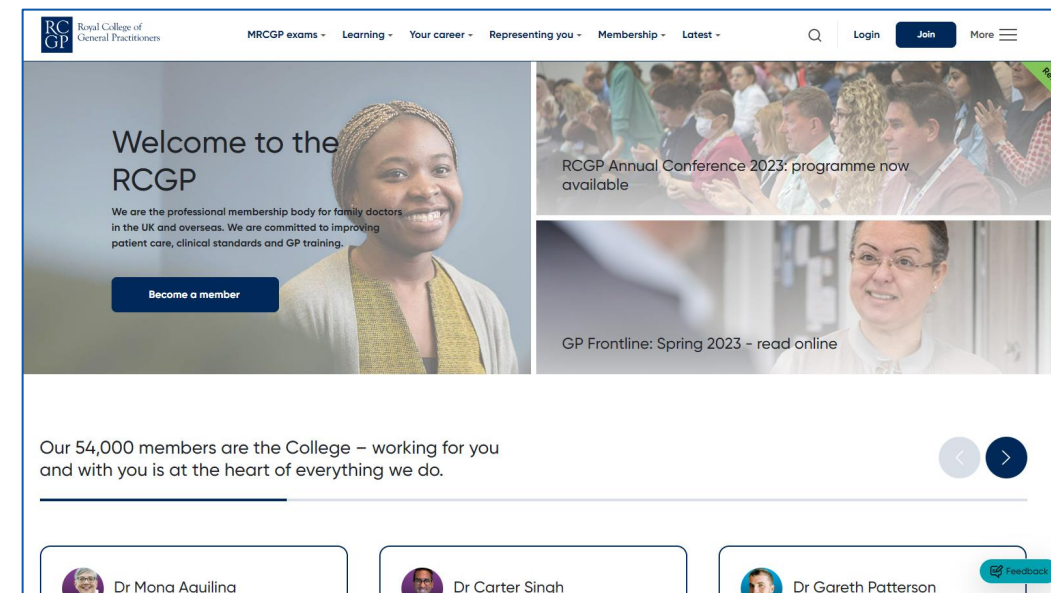 RC
GP
Royal College of
General Practitioners
MRCGP exams
Learning
Your career
Representing you
Membership
Latest
Login
Join
More
Welcome to the
RCGP
We are the professional membership body for family doctors
in the UK and overseas. We are committed to improving
patient care, clinical standards and GP training.
Become a member
RCGP Annual Conference 2023: programme now
available
GP Frontline: Spring 2023 - read online
Our 54,000 members are the College – working for you
and with you is at the heart of everything we do.
Dr Mona Aquilina
Dr Carter Singh
Dr Gareth Patterson
Feedback